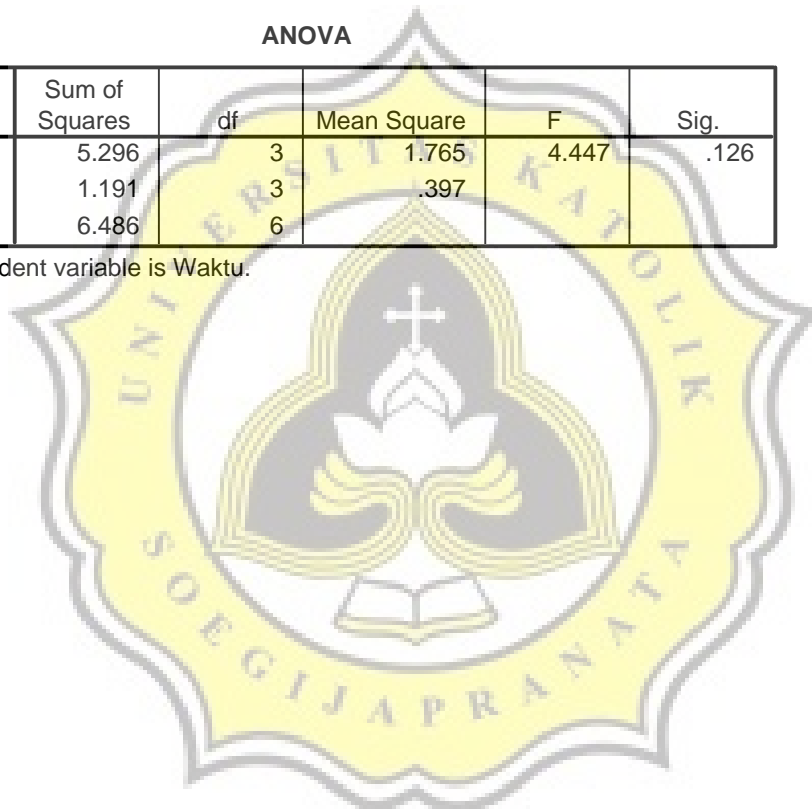 ANOVA
Sum of Squares df Mean Square F Sig.
5.296 3 1.765 4.447 .126
1.191 3 .397
6.486 6
dent variable is Waktu.
UNIVERSITAS KATOLIK
SOEGIJAPRANATA